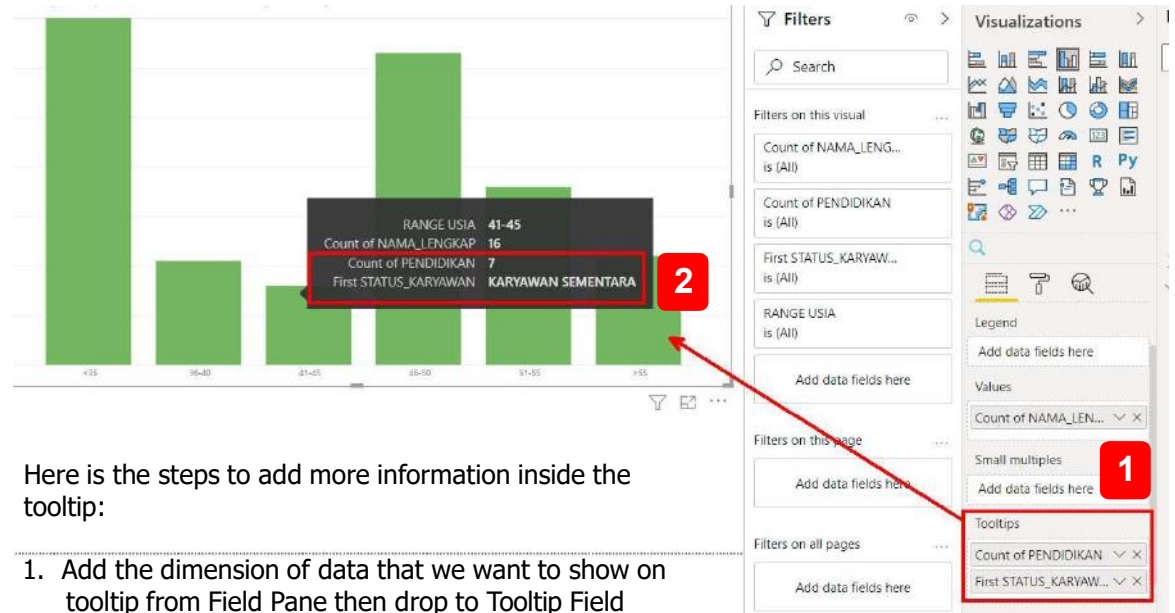 RANGE USIA 41-45
Count of NAMA_LENGKAP 16
Count of PENDIDIKAN 7
First STATUS_KARYAWAN KARYAWAN SEMENTARA
2
<35 36-40 41-45 46-50 51-55 >55
Here is the steps to add more information inside the
tooltip:
1. Add the dimension of data that we want to show on
tooltip from Field Pane then drop to Tooltip Field
Filters
Search
Filters on this visual ...
Count of NAMA_LENG...
is (All)
Count of PENDIDIKAN
is (All)
First STATUS_KARYAW...
is (All)
RANGE USIA
is (All)
Add data fields here
Filters on this page ...
Add data fields here
Filters on all pages ...
Add data fields here
Visualizations
123
R Py
...
Legend
Add data fields here
Values
Count of NAMA_LEN...
Small multiples
Add data fields here
1
Tooltips
Count of PENDIDIKAN
First STATUS_KARYAW...